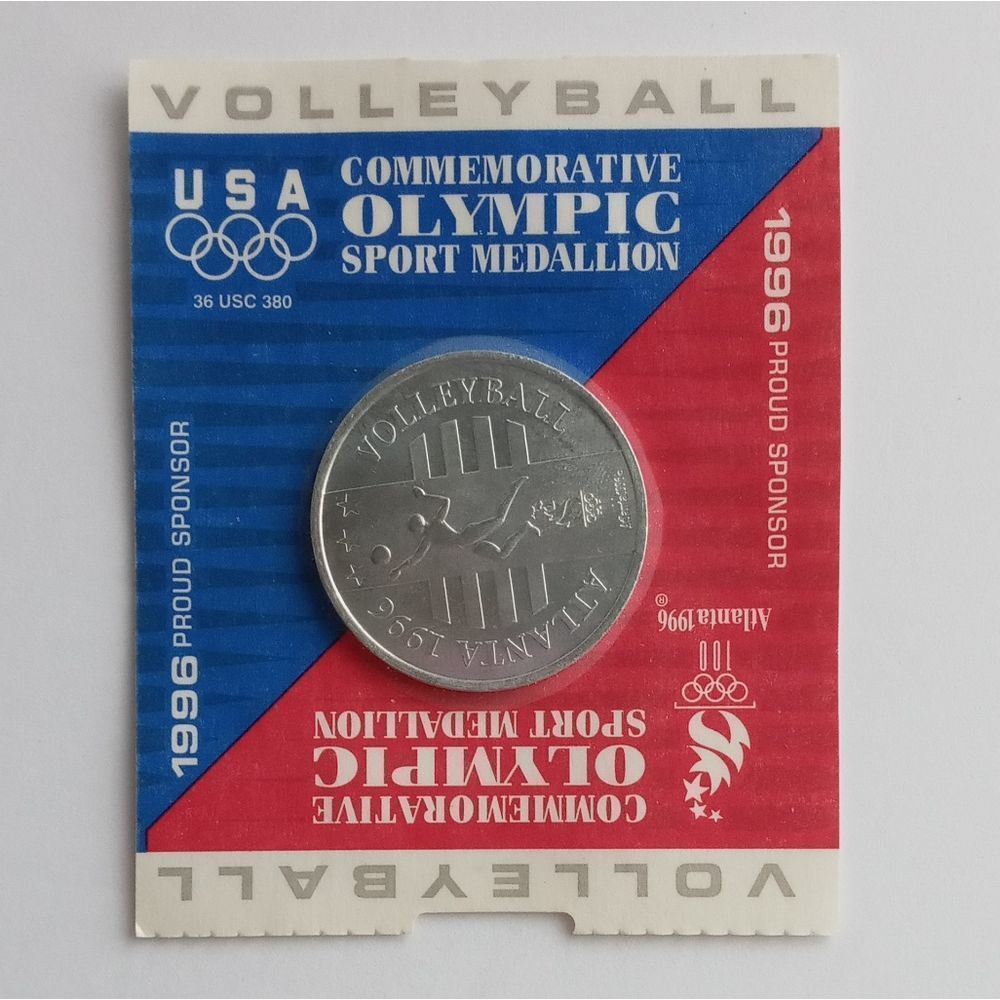 VOLLEYBALL
USA
36 USC 380
COMMEMORATIVE
OLYMPIC
SPORT MEDALLION
1996 PROUD SPONSOR
1996 PROUD SPONSOR
VOLLEYBALL
ATLANTA 1996
Atlanta 1996®
100
COMMEMORATIVE
OLYMPIC
SPORT MEDALLION
VOLLEYBALL